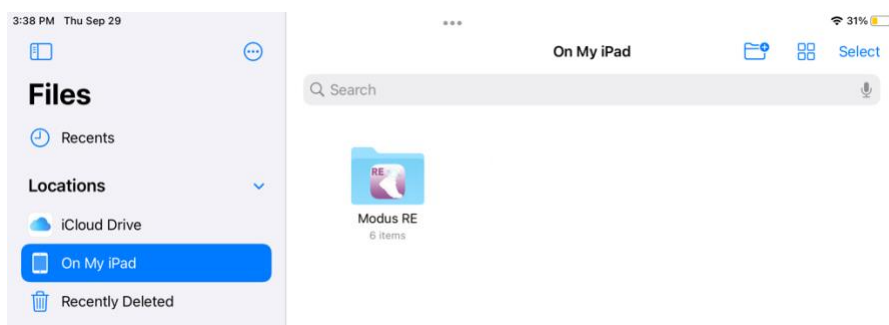 3:38 PM Thu Sep 29
31%
On My iPad
Select
Files
Search
Recents
RE
Locations
Modus RE
6 items
iCloud Drive
On My iPad
Recently Deleted